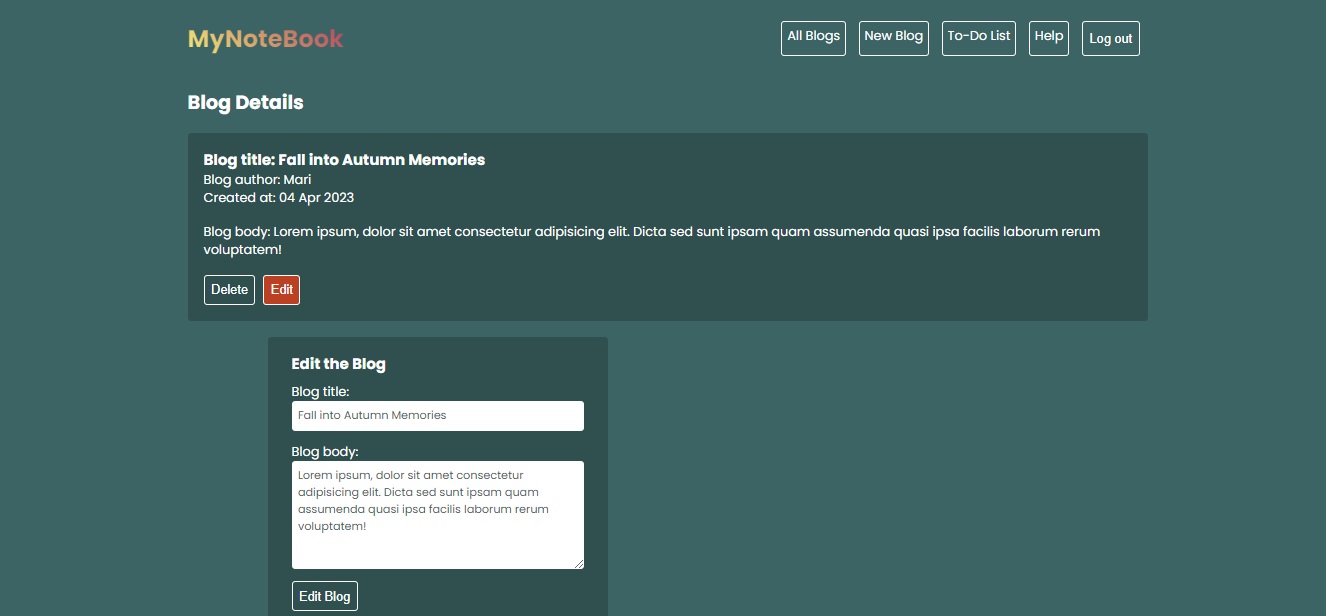 MyNoteBook
All Blogs
New Blog
To-Do List
Help
Log out
Blog Details
Blog title: Fall into Autumn Memories
Blog author: Mari
Created at: 04 Apr 2023
Blog body: Lorem ipsum, dolor sit amet consectetur adipisicing elit. Dicta sed sunt ipsam quam assumenda quasi ipsa facilis laborum rerum
voluptatem!
Delete
Edit
Edit the Blog
Blog title:
Fall into Autumn Memories
Blog body:
Lorem ipsum, dolor sit amet consectetur
adipisicing elit. Dicta sed sunt ipsam quam
assumenda quasi ipsa facilis laborum rerum
voluptatem!
Edit Blog